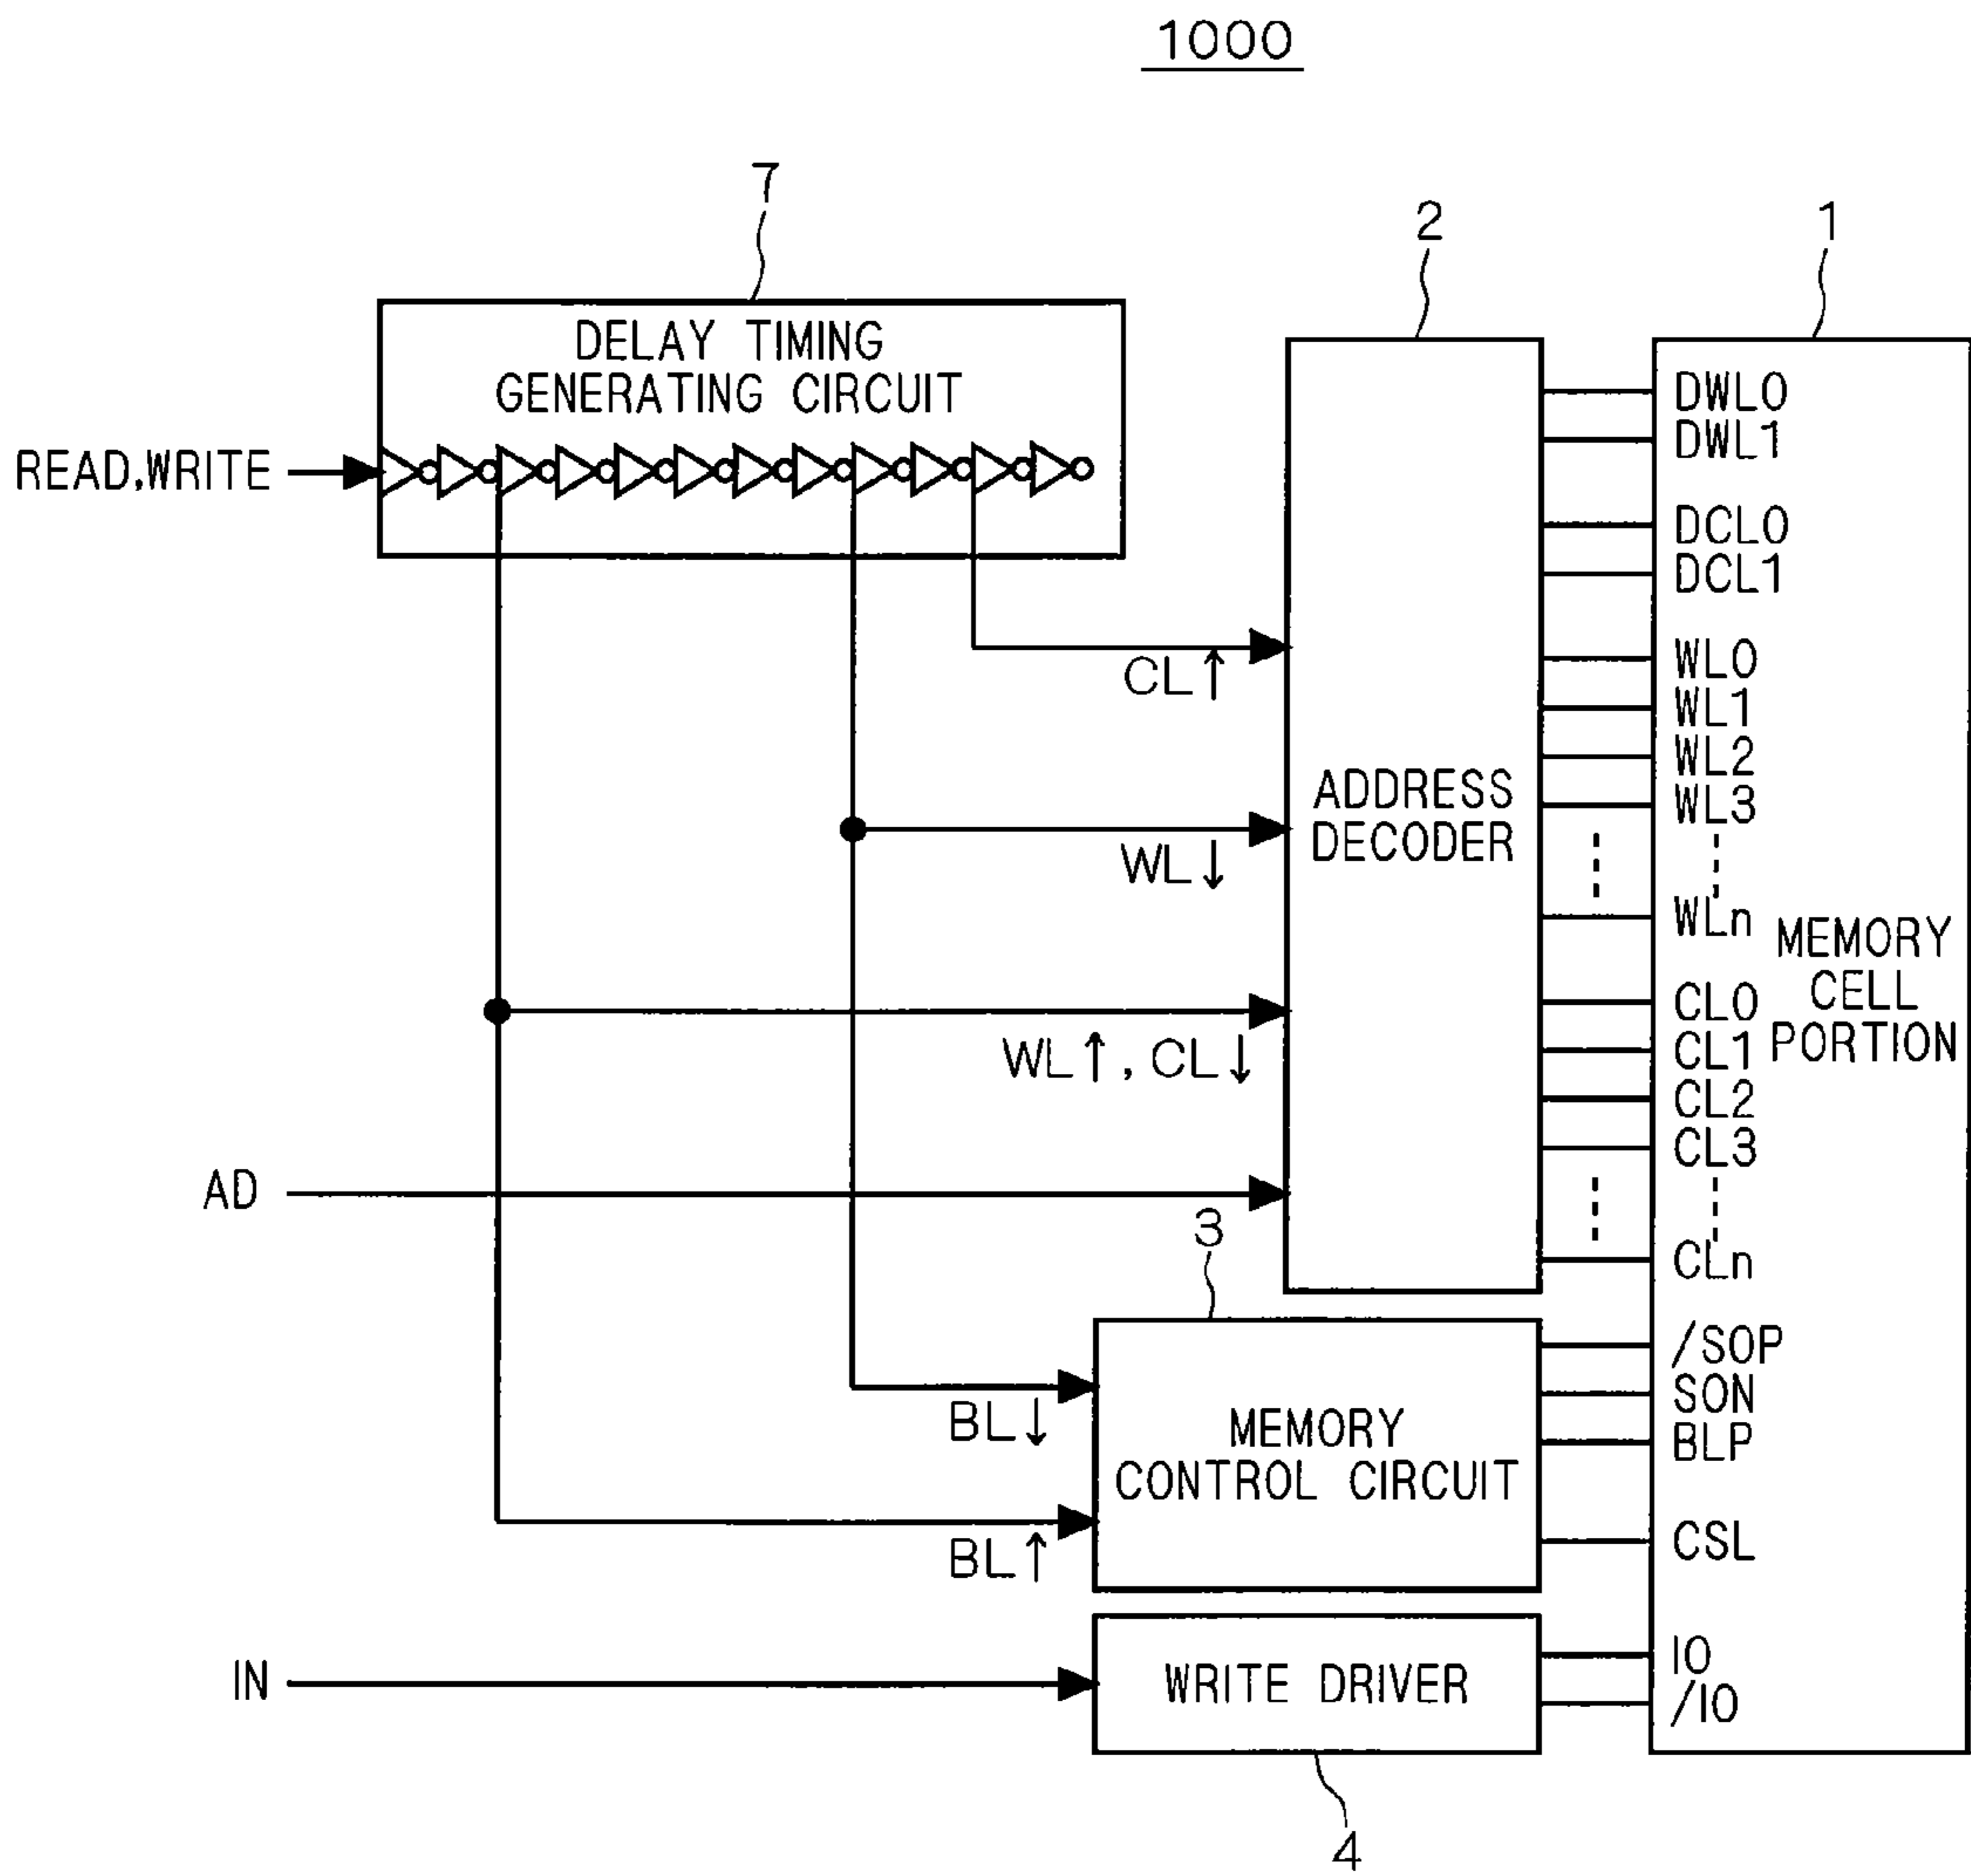 1000
7
2
1
DELAY TIMING
GENERATING CIRCUIT
READ,WRITE
CL↑
WL↓
WL↑, CL↓
AD
ADDRESS
DECODER
DWL0
DWL1
DCL0
DCL1
WL0
WL1
WL2
WL3
WLn
CL0
CL1
CL2
CL3
CLn
MEMORY
CELL
PORTION
3
BL↓
BL↑
MEMORY
CONTROL CIRCUIT
/SOP
SON
BLP
CSL
IN
WRITE DRIVER
IO
/IO
4